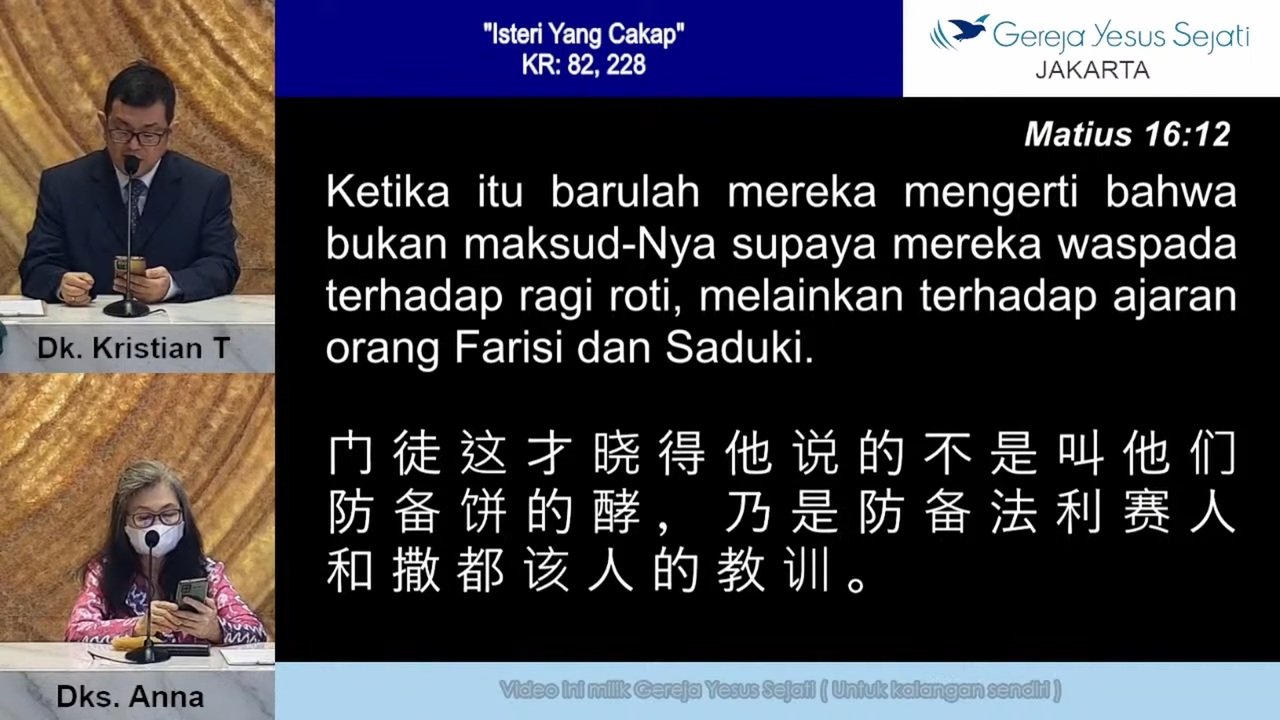 "Isteri Yang Cakap"
KR: 82, 228
Gereja Yesus Sejati
JAKARTA
Matius 16:12
Ketika itu barulah mereka mengerti bahwa
bukan maksud-Nya supaya mereka waspada
terhadap ragi roti, melainkan terhadap ajaran
orang Farisi dan Saduki.
门徒这才晓得他说的不是叫他们
防备饼的酵，乃是防备法利赛人
和撒都该人的教训。
Dk. Kristian T
Dks. Anna
Video ini milik Gereja Yesus Sejati ( Untuk kalangan sendiri )